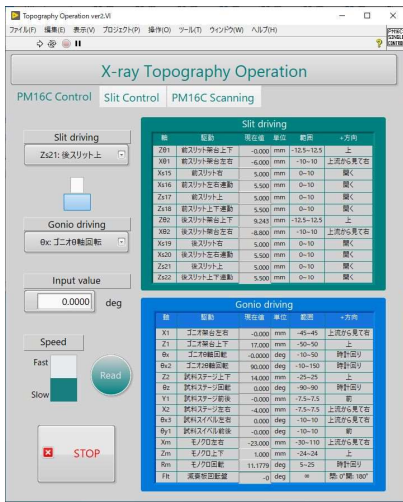 Topography Operation ver2.VI
ファイル(F) 編集(E) 表示(V) プロジェクト(P) 操作(O) ツール(T) ウィンドウ(W) ヘルプ(H)
X-ray Topography Operation
PM16C Control Slit Control PM16C Scanning
Slit driving
Zs21: 後スリット上
Gonio driving
θx: ゴニオθ軸回転
Input value
0.0000 deg
Speed
Fast
Slow
Read
STOP
Slit driving
軸 駆動 現在値 単位 範囲 +方向
Zθ1 前スリット架台上下 -0.000 mm -12.5~12.5 上
Xθ1 前スリット架台左右 -6.000 mm -10~10 上流から見て右
Xs15 前スリット右 5.000 mm 0~10 開く
Xs16 前スリット左右連動 5.500 mm 0~10 開く
Zs17 前スリット上 5.000 mm 0~10 開く
Zs18 前スリット上下連動 5.500 mm 0~10 開く
Zθ2 後スリット架台上下 9.243 mm -12.5~12.5 上
Xθ2 後スリット架台左右 -8.800 mm -10~10 上流から見て右
Xs19 後スリット右 5.000 mm 0~10 開く
Xs20 後スリット左右連動 5.500 mm 0~10 開く
Zs21 後スリット上 5.000 mm 0~10 開く
Zs22 後スリット上下連動 5.500 mm 0~10 開く
Gonio driving
軸 駆動 現在値 単位 範囲 +方向
X1 ゴニオ架台左右 -0.000 mm -45~45 上流から見て右
Z1 ゴニオ架台上下 17.000 mm -50~50 上
θx ゴニオθ軸回転 -0.0000 deg -10~50 時計回り
θx2 ゴニオ2θ軸回転 90.000 deg -10~150 時計回り
Z2 試料ステージ上下 14.000 mm -25~25 上
θz 試料ステージ回転 0.000 deg -90~90 時計回り
Y1 試料ステージ前後 -0.000 mm -7.5~7.5 前
X2 試料ステージ左右 -4.000 mm -7.5~7.5 上流から見て右
θx3 試料スイベル左右 0.000 deg -10~10 右
θy1 試料スイベル前後 -0.000 deg -10~10 前
Xm モノクロ左右 -23.000 mm -30~110 上流から見て右
Zm モノクロ上下 1.000 mm -24~24 上
Rm モノクロ回転 11.1779 deg 5~25 時計回り
Flt 減衰板回転盤 -0 deg ∞ 開: 0°閉: 180°